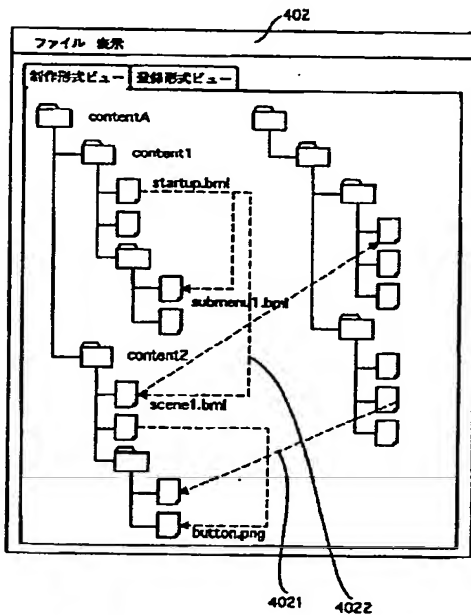 402
ファイル 表示
制作形式ビュー 登録形式ビュー
contentA
content1
startup.bml
submenu1.bml
content2
scene1.bml
button.png
4021
4022